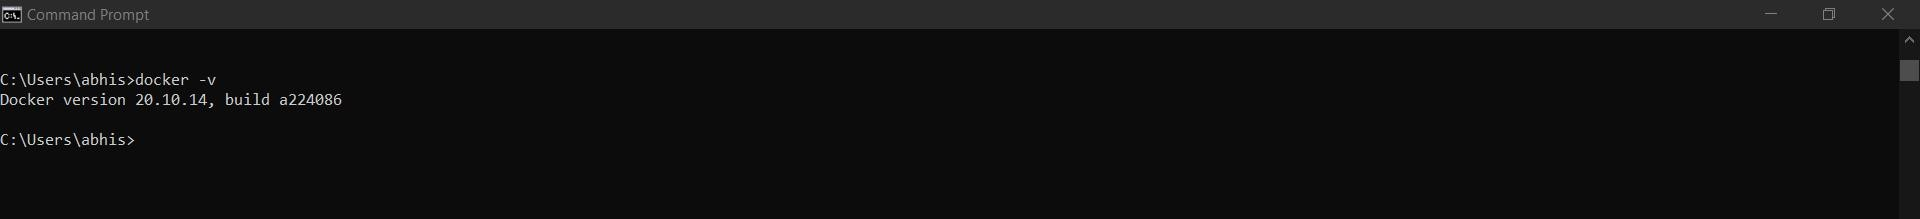 Command Prompt
C:\Users\abhis>docker -v
Docker version 20.10.14, build a224086
C:\Users\abhis>